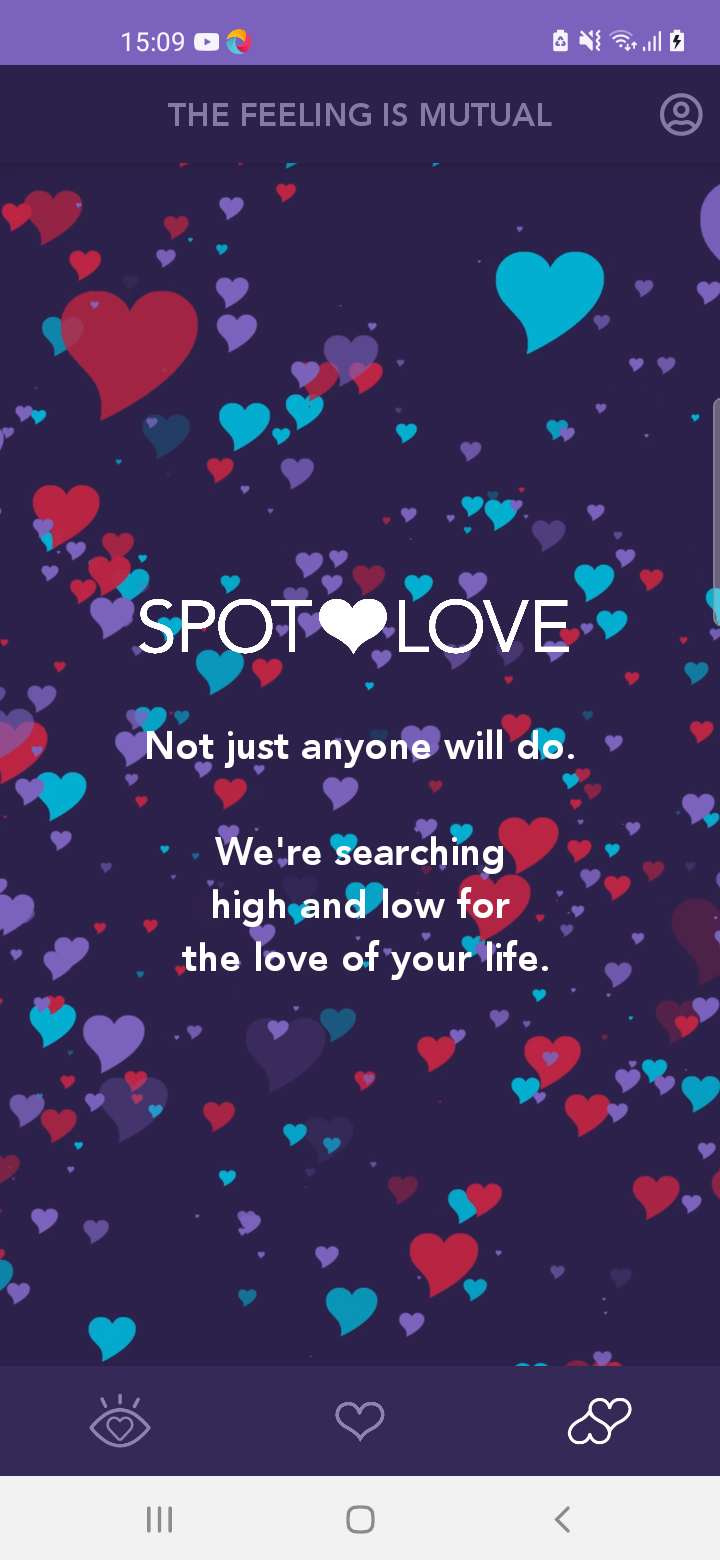 15:09
THE FEELING IS MUTUAL
SPOT LOVE
Not just anyone will do.
We're searching
high and low for
the love of your life.